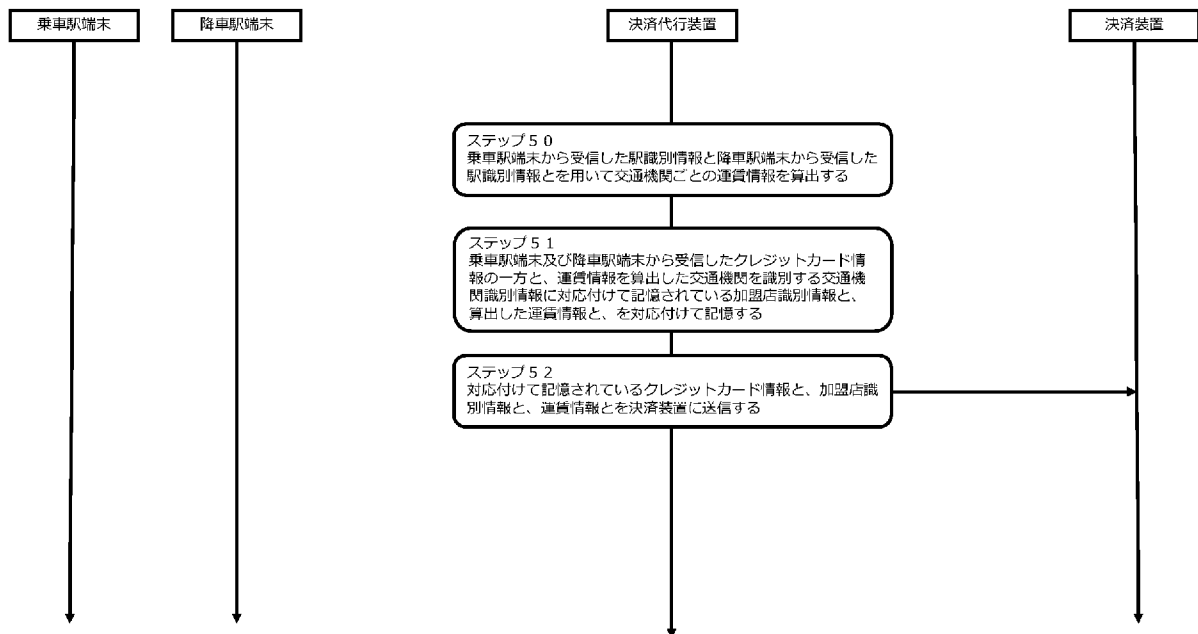 乗車駅端末
降車駅端末
決済代行装置
決済装置
ステップ５０
乗車駅端末から受信した駅識別情報と降車駅端末から受信した
駅識別情報とを用いて交通機関ごとの運賃情報を算出する
ステップ５１
乗車駅端末及び降車駅端末から受信したクレジットカード情
報の一方と、運賃情報を算出した交通機関を識別する交通機
関識別情報に対応付けて記憶されている加盟店識別情報と、
算出した運賃情報と、を対応付けて記憶する
ステップ５２
対応付けて記憶されているクレジットカード情報と、加盟店識
別情報と、運賃情報とを決済装置に送信する